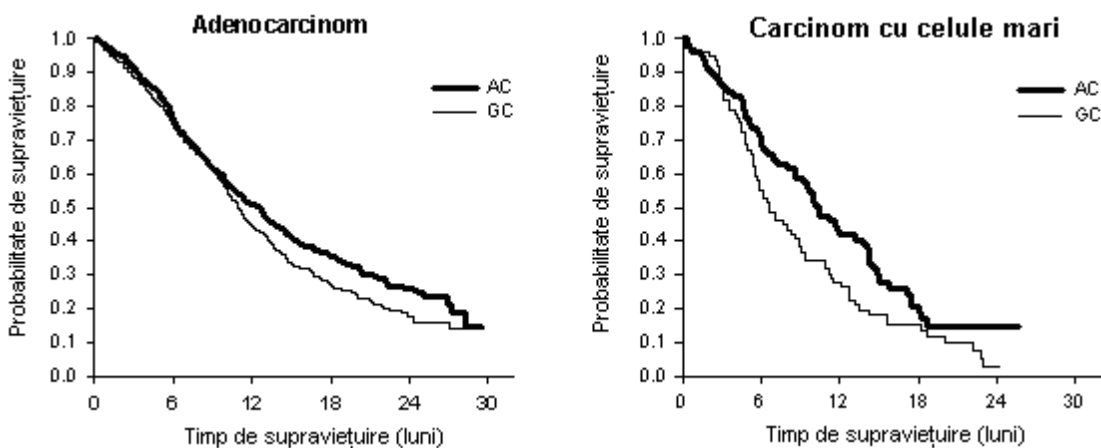 Adenocarcinom
Probabilitate de supraviețuire
1.0
0.9
0.8
0.7
0.6
0.5
0.4
0.3
0.2
0.1
0.0
AC
GC
0 6 12 18 24 30
Timp de supraviețuire (luni)
Carcinom cu celule mari
Probabilitate de supraviețuire
1.0
0.9
0.8
0.7
0.6
0.5
0.4
0.3
0.2
0.1
0.0
AC
GC
0 6 12 18 24 30
Timp de supraviețuire (luni)